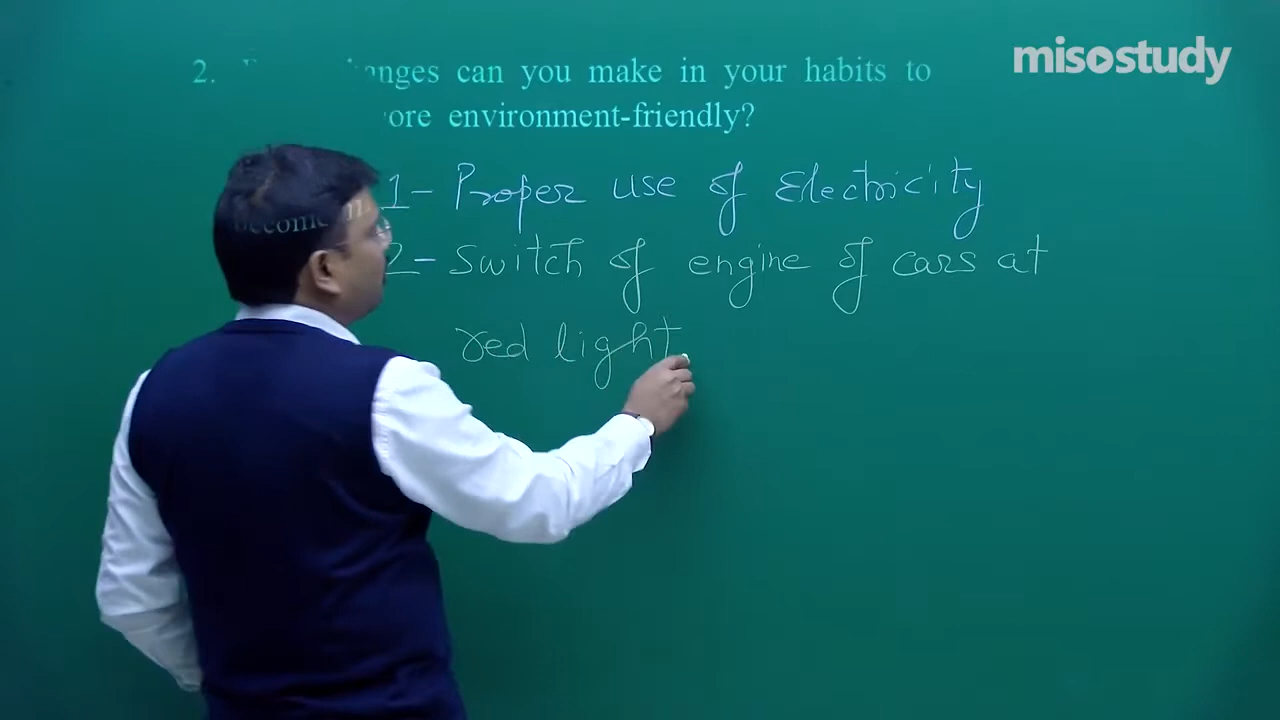 misostudy
2. anges can you make in your habits to
ore environment-friendly?
become
1- Proper use of Electricity
2- Switch of engine of cars at
red light